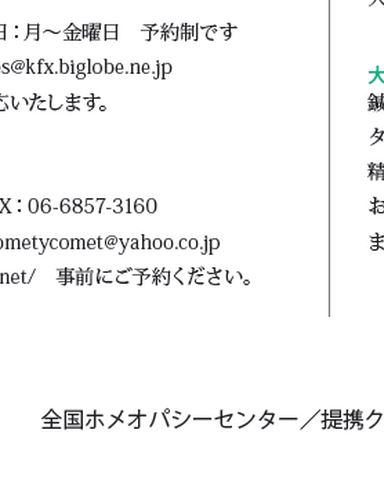 日：月～金曜日　予約制です
es@kfx.biglobe.ne.jp
応いたします。
X：06-6857-3160
ometycomet@yahoo.co.jp
net/　事前にご予約ください。
大
鍼
タ
精
お
ま
全国ホメオパシーセンター／提携ク